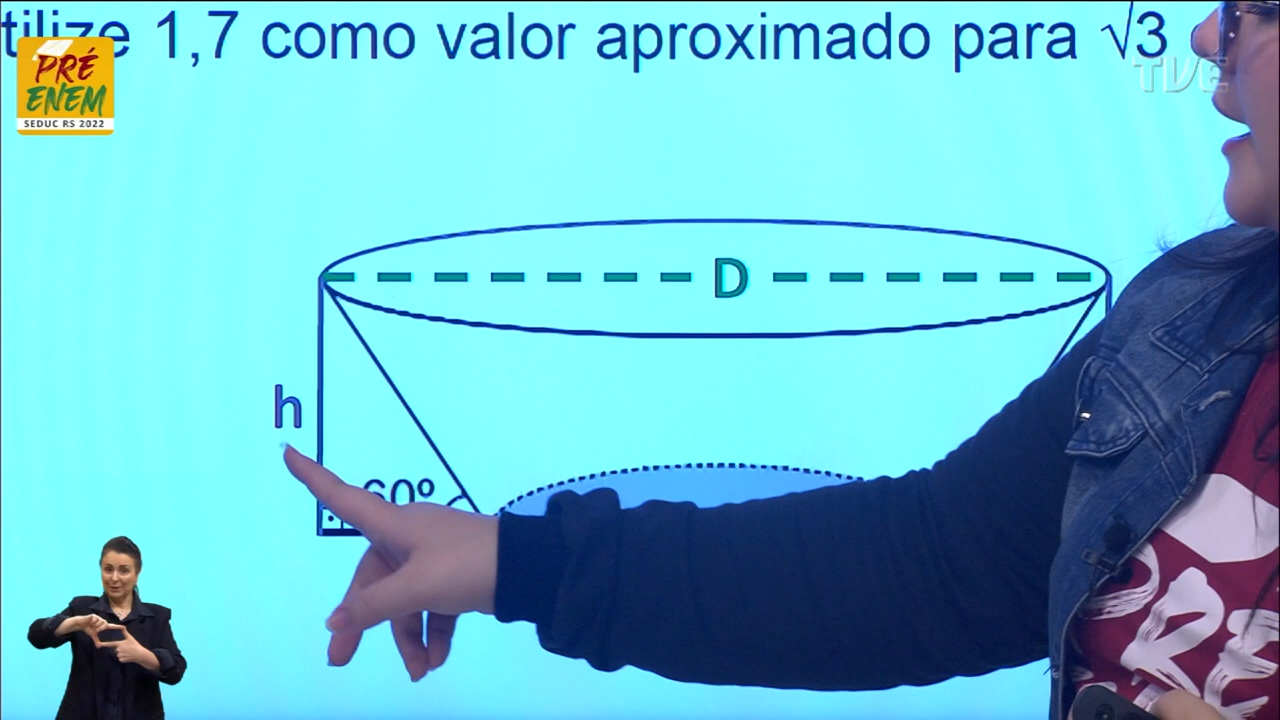 tilize 1,7 como valor aproximado para √3
PRÉ
ENEM
SEDUC RS 2022
TVE
D
h
60º